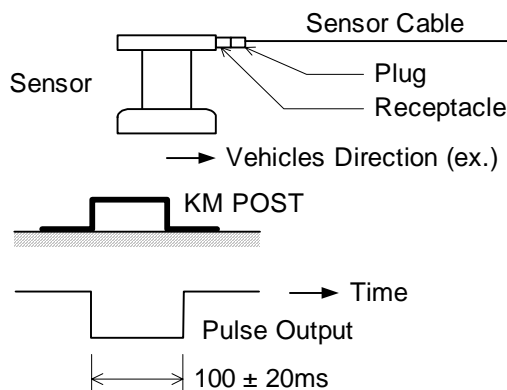 Sensor Cable
Plug
Sensor
Receptacle
Vehicles Direction (ex.)
KM POST
Time
Pulse Output
100 ± 20ms